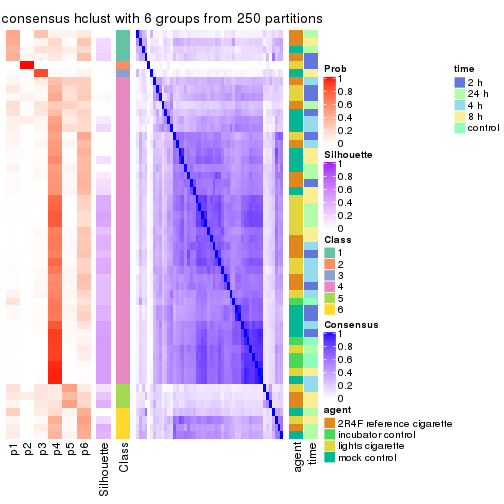 consensus hclust with 6 groups from 250 partitions
Prob
1
0.8
0.6
0.4
0.2
0
Silhouette
1
0.8
0.6
0.4
0.2
0
Class
1
2
3
4
5
6
Consensus
1
0.8
0.6
0.4
0.2
0
agent
2R4F reference cigarette
incubator control
lights cigarette
mock control
time
2 h
24 h
4 h
8 h
control
p1
p2
p3
p4
p5
p6
Silhouette
Class
agent
time